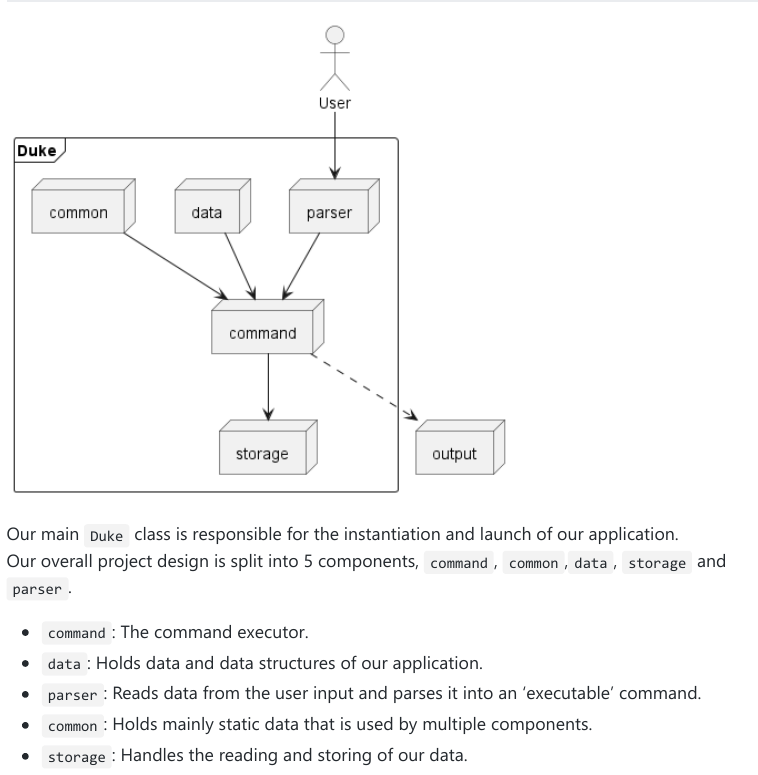 User
Duke
common
data
parser
command
storage
output
Our main Duke class is responsible for the instantiation and launch of our application.
Our overall project design is split into 5 components, command, common, data, storage and
parser.
command: The command executor.
data: Holds data and data structures of our application.
parser: Reads data from the user input and parses it into an ‘executable’ command.
common: Holds mainly static data that is used by multiple components.
storage: Handles the reading and storing of our data.